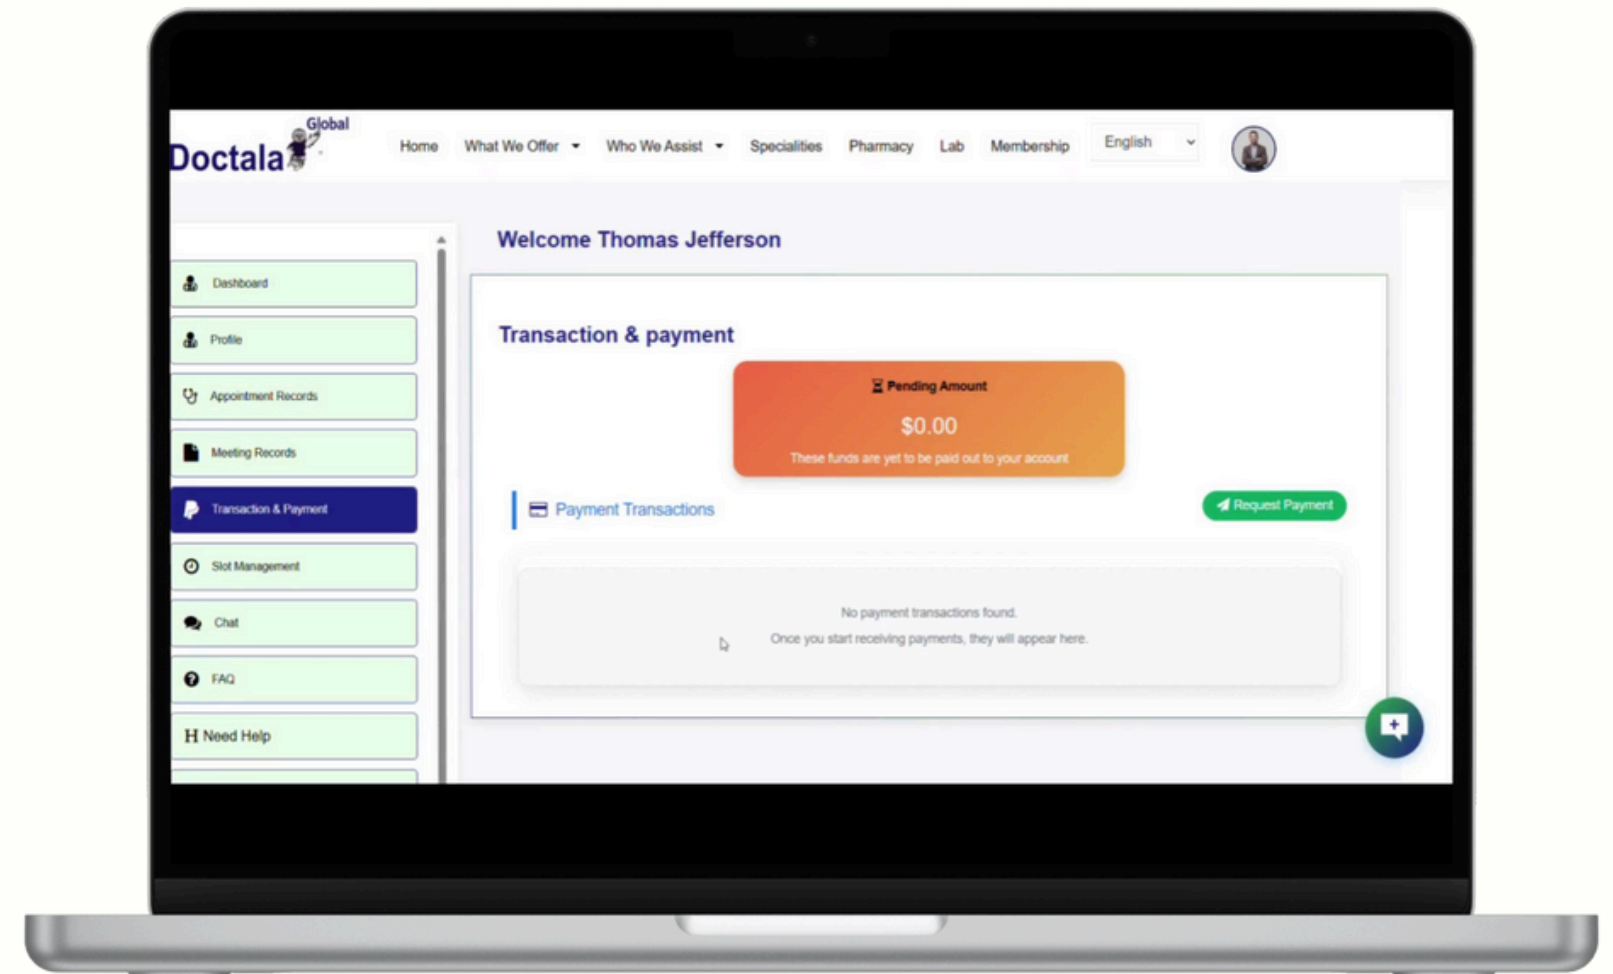 Doctala Global
Home
What We Offer
Who We Assist
Specialities
Pharmacy
Lab
Membership
English
Dashboard
Profile
Appointment Records
Meeting Records
Transaction & Payment
Slot Management
Chat
FAQ
H Need Help
Welcome Thomas Jefferson
Transaction & payment
Pending Amount
$0.00
These funds are yet to be paid out to your account
Payment Transactions
Request Payment
No payment transactions found.
Once you start receiving payments, they will appear here.